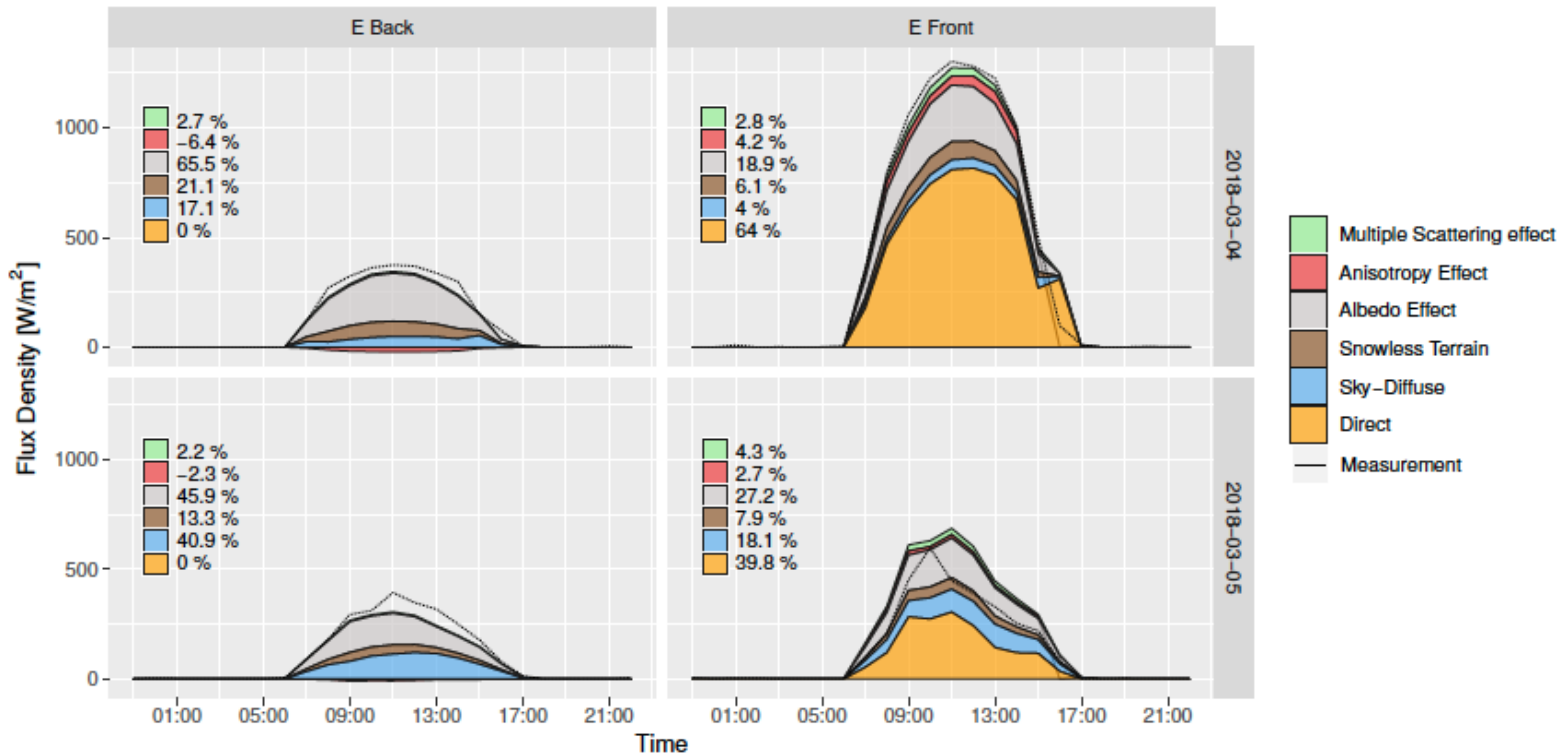 E Back
E Front
Flux Density [W/m²]
1000
500
0
2.7 %
−6.4 %
65.5 %
21.1 %
17.1 %
0 %
2.8 %
4.2 %
18.9 %
6.1 %
4 %
64 %
2018−03−04
1000
500
0
2.2 %
−2.3 %
45.9 %
13.3 %
40.9 %
0 %
4.3 %
2.7 %
27.2 %
7.9 %
18.1 %
39.8 %
2018−03−05
01:00 05:00 09:00 13:00 17:00 21:00
01:00 05:00 09:00 13:00 17:00 21:00
Time
Multiple Scattering effect
Anisotropy Effect
Albedo Effect
Snowless Terrain
Sky−Diffuse
Direct
Measurement